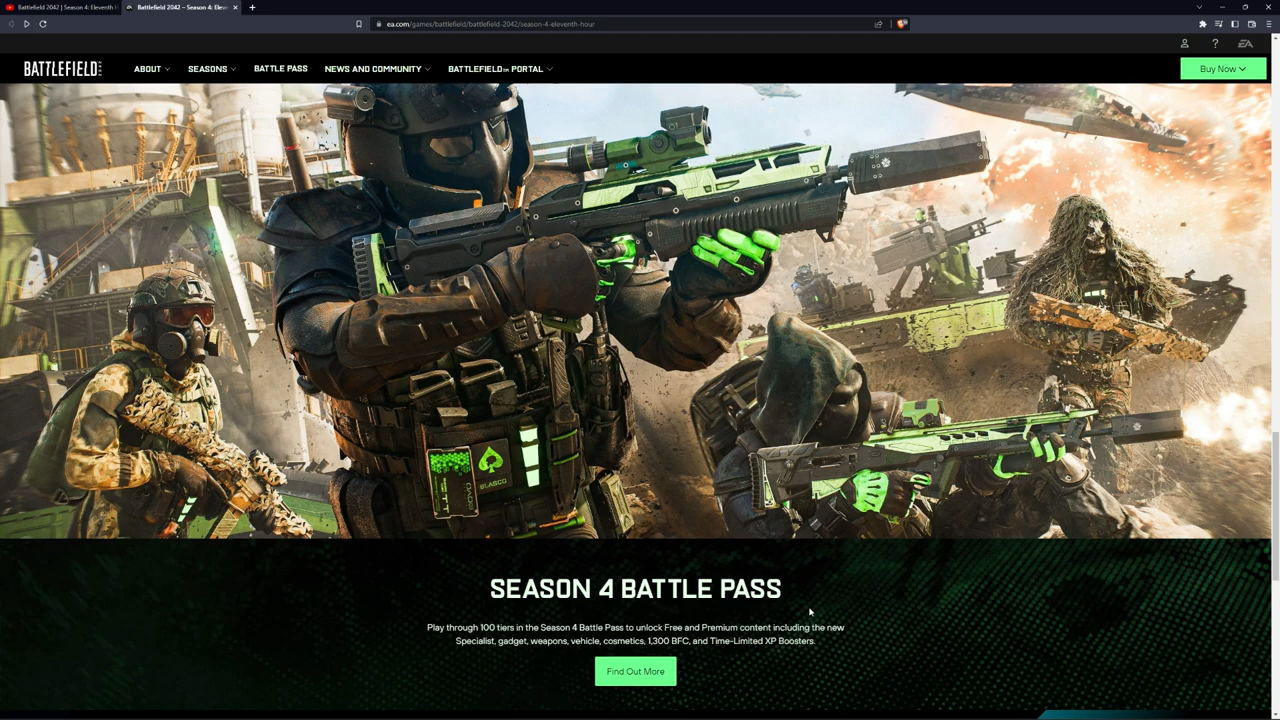 Battlefield 2042 | Season 4: Eleventh H
Battlefield 2042 – Season 4: Elev
ea.com/games/battlefield/battlefield-2042/season-4-eleventh-hour
BATTLEFIELD
ABOUT
SEASONS
BATTLE PASS
NEWS AND COMMUNITY
BATTLEFIELD™ PORTAL
Buy Now
BLASCO
SEASON 4 BATTLE PASS
Play through 100 tiers in the Season 4 Battle Pass to unlock Free and Premium content including the new
Specialist, gadget, weapons, vehicle, cosmetics, 1,300 BFC, and Time-Limited XP Boosters.
Find Out More